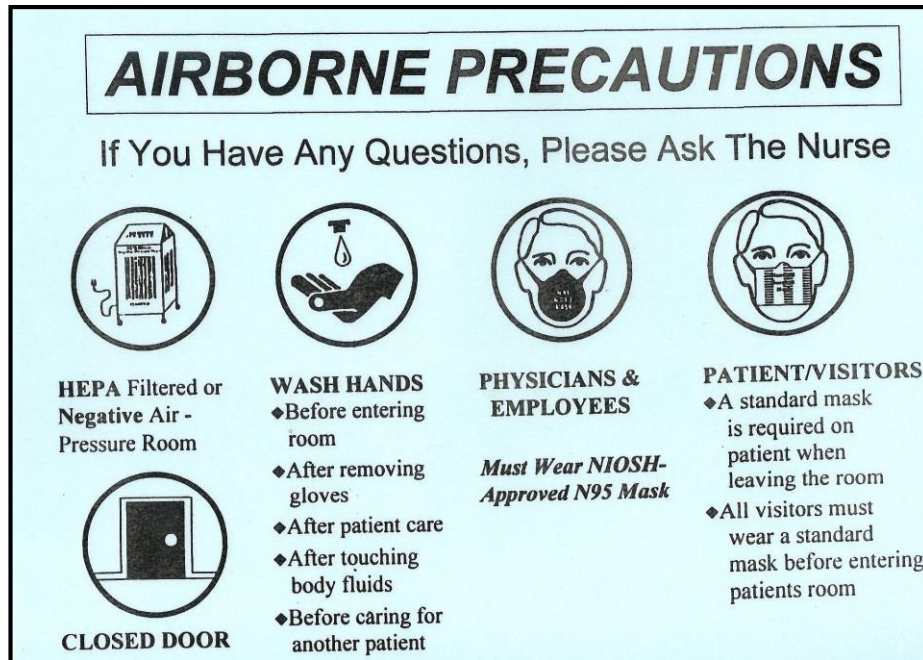 AIRBORNE PRECAUTIONS
If You Have Any Questions, Please Ask The Nurse
HEPA Filtered or
Negative Air -
Pressure Room
CLOSED DOOR
WASH HANDS
◆Before entering
room
◆After removing
gloves
◆After patient care
◆After touching
body fluids
◆Before caring for
another patient
PHYSICIANS &
EMPLOYEES
Must Wear NIOSH-
Approved N95 Mask
PATIENT/VISITORS
◆A standard mask
is required on
patient when
leaving the room
◆All visitors must
wear a standard
mask before entering
patients room